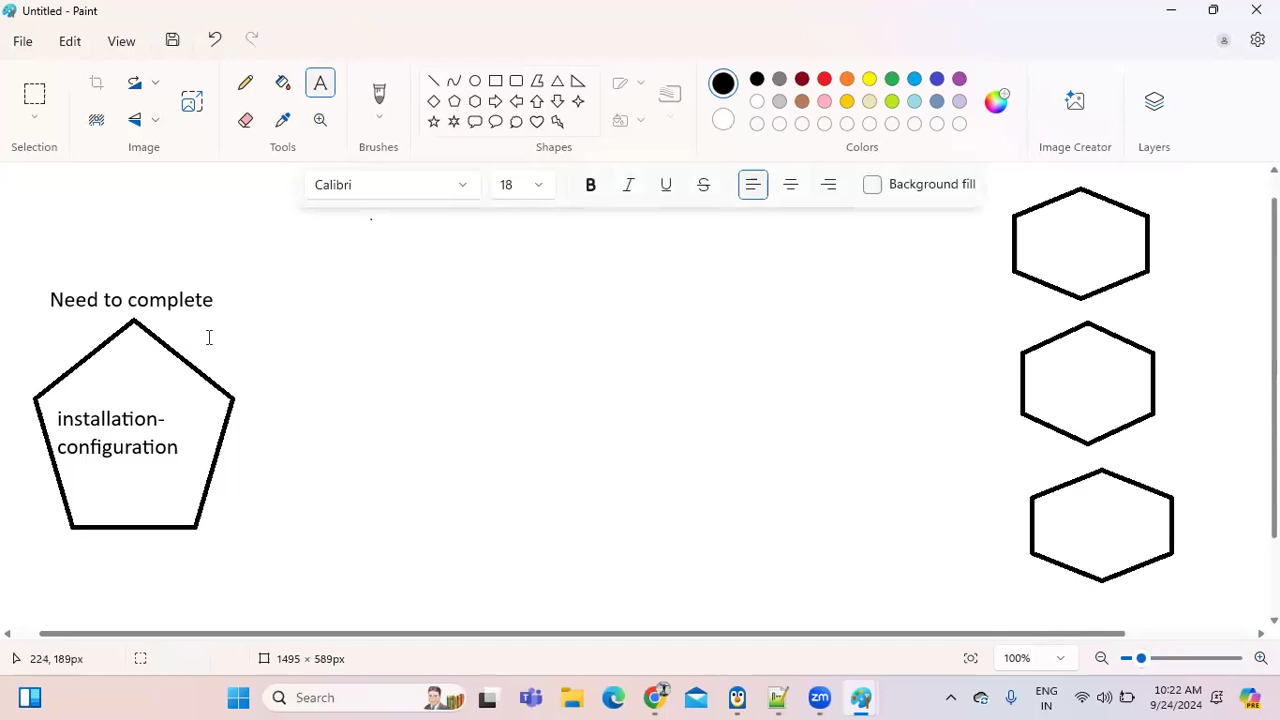 Untitled - Paint
File Edit View
Selection Image Tools Brushes Shapes Colors Image Creator Layers
Calibri 18 B I U S Background fill
Need to complete
installation-
configuration
224, 189px 1495 × 589px 100%
Search ENG
IN
10:22 AM
9/24/2024
PRE